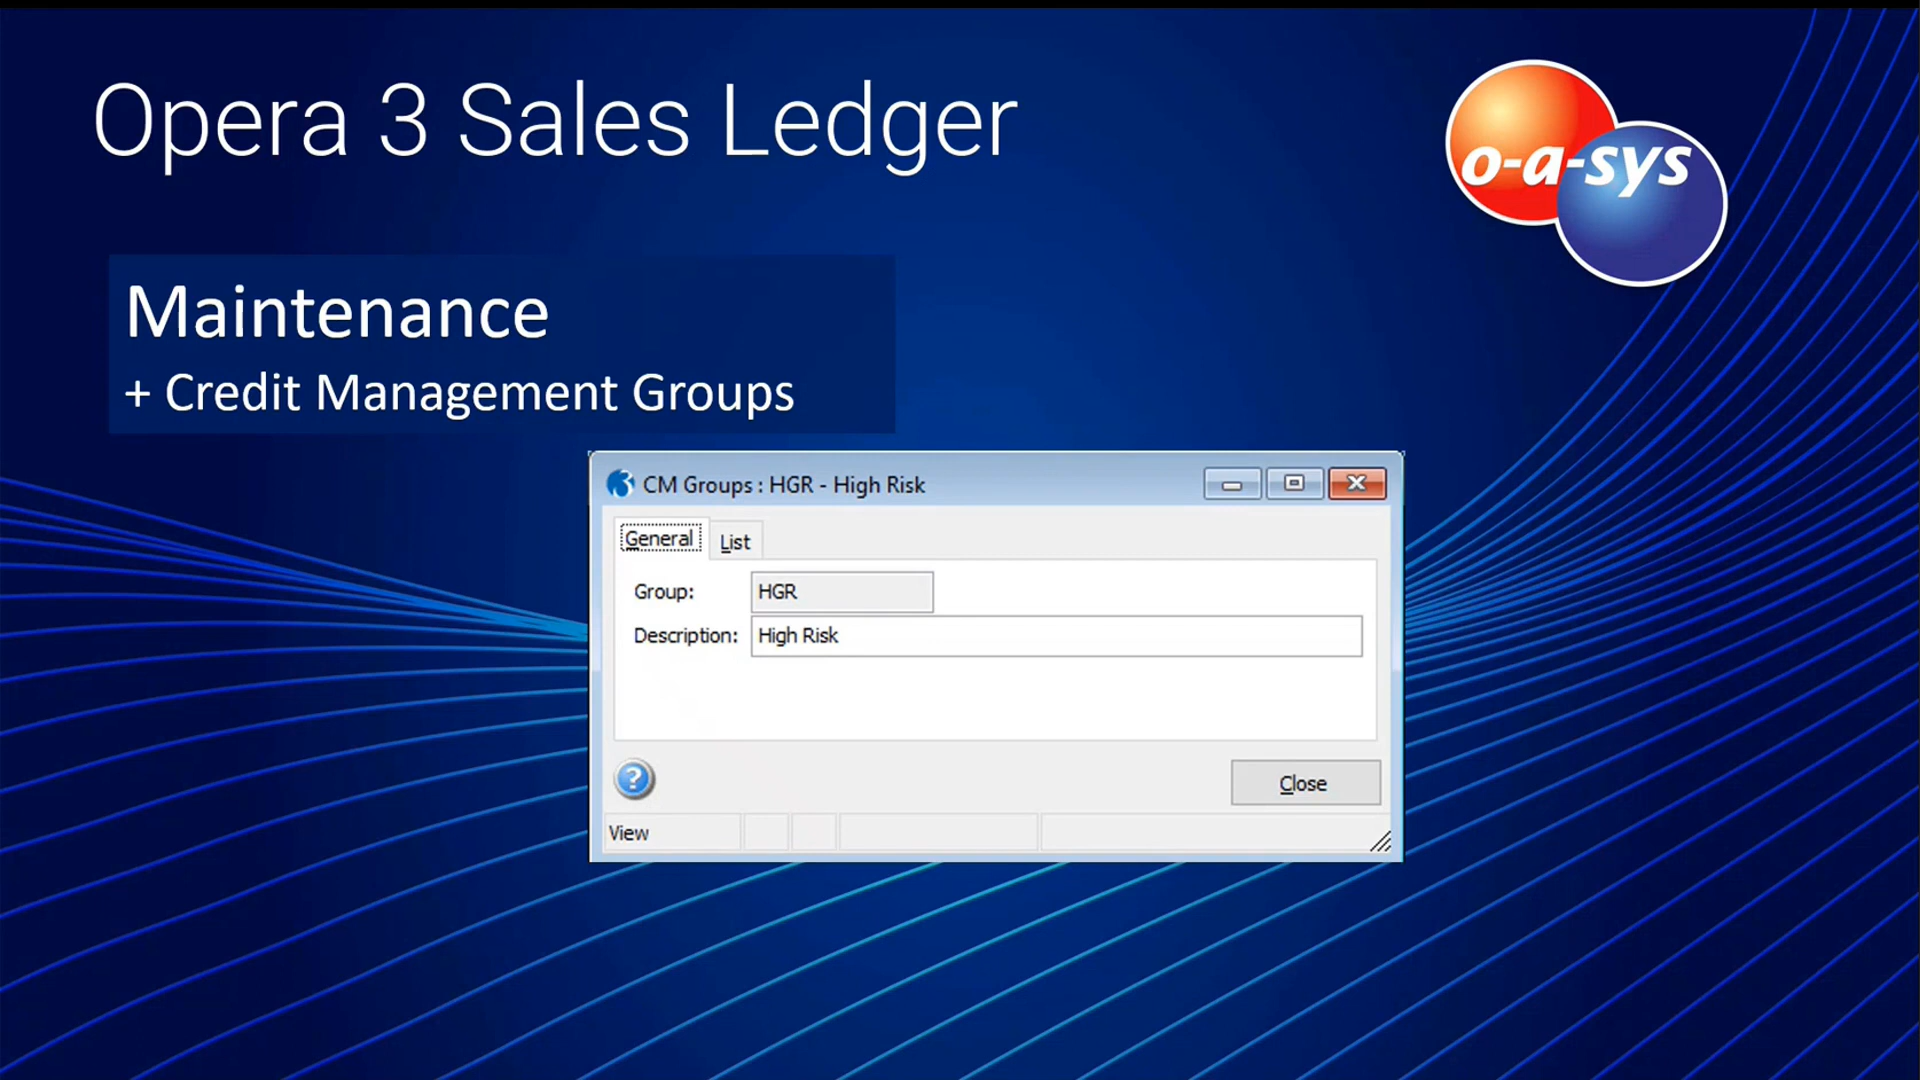 Opera 3 Sales Ledger
o-a-sys
Maintenance
+ Credit Management Groups
CM Groups : HGR - High Risk
General List
Group: HGR
Description: High Risk
?
Close
View